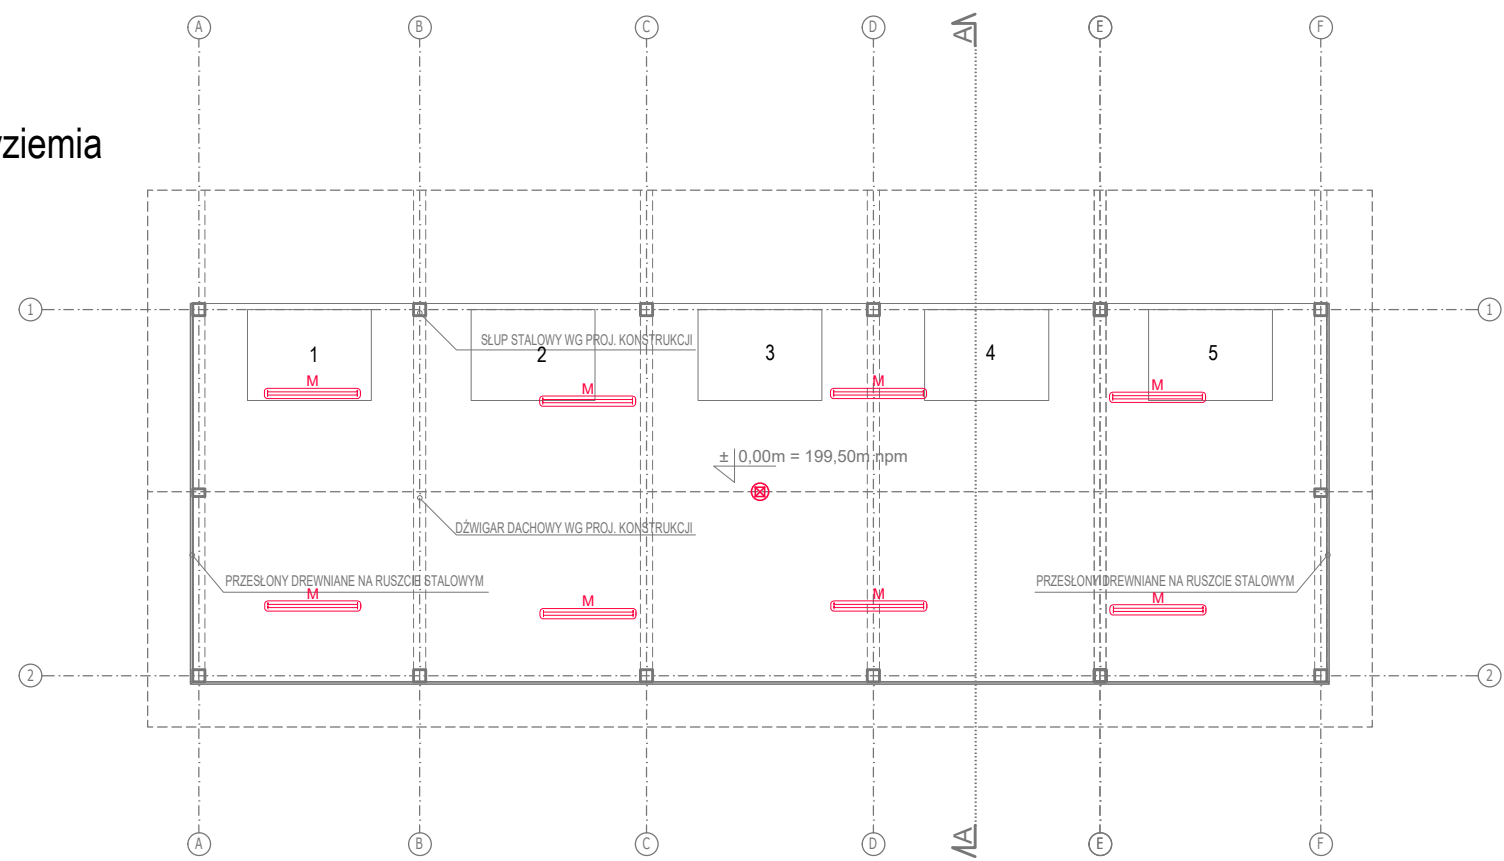 A B C D A E F
yziemia
1 1
SŁUP STALOWY WG PROJ. KONSTRUKCJI
1 2 3 4 5
M M M M
± 0,00m = 199,50m npm
DŹWIGAR DACHOWY WG PROJ. KONSTRUKCJI
PRZESŁONY DREWNIANE NA RUSZCIE STALOWYM PRZESŁONY DREWNIANE NA RUSZCIE STALOWYM
M M M M
2 2
A B C D A E F